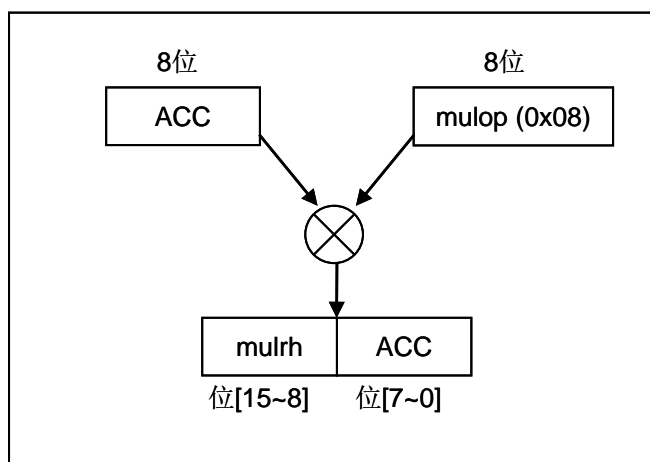 8位 8位
ACC mulop (0x08)
mulrh ACC
位[15~8] 位[7~0]